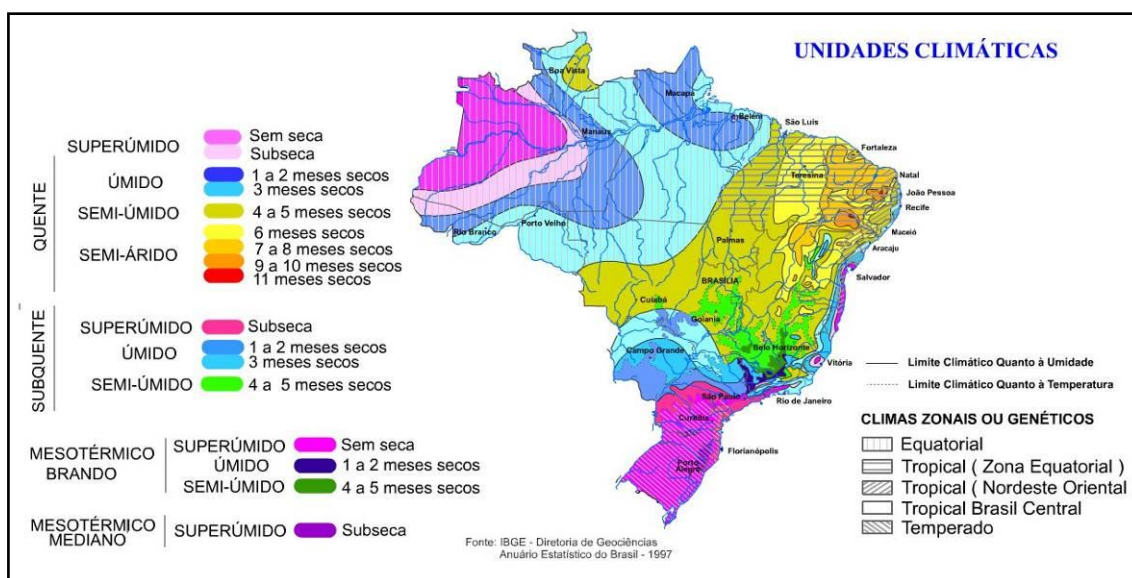 UNIDADES CLIMÁTICAS
QUENTE
SUPERÚMIDO
Sem seca
Subseca
ÚMIDO
1 a 2 meses secos
3 meses secos
SEMI-ÚMIDO
4 a 5 meses secos
SEMI-ÁRIDO
6 meses secos
7 a 8 meses secos
9 a 10 meses secos
11 meses secos
SUBQUENTE
SUPERÚMIDO
Subseca
ÚMIDO
1 a 2 meses secos
3 meses secos
SEMI-ÚMIDO
4 a 5 meses secos
MESOTÉRMICO
BRANDO
SUPERÚMIDO
Sem seca
ÚMIDO
1 a 2 meses secos
SEMI-ÚMIDO
4 a 5 meses secos
MESOTÉRMICO
MEDIANO
SUPERÚMIDO
Subseca
Boa Vista
Macapá
Belém
São Luís
Manaus
Fortaleza
Teresina
Natal
João Pessoa
Recife
Porto Velho
Rio Branco
Maceió
Palmas
Aracaju
Salvador
BRASÍLIA
Cuiabá
Goiania
Belo Horizonte
Campo Grande
Vitória
São Paulo
Rio de Janeiro
Curitiba
Florianópolis
Porto
Alegre
Limite Climático Quanto à Umidade
Limite Climático Quanto à Temperatura
CLIMAS ZONAIS OU GENÉTICOS
Equatorial
Tropical ( Zona Equatorial )
Tropical ( Nordeste Oriental
Tropical Brasil Central
Temperado
Fonte: IBGE - Diretoria de Geociências
Anuário Estatístico do Brasil - 1997